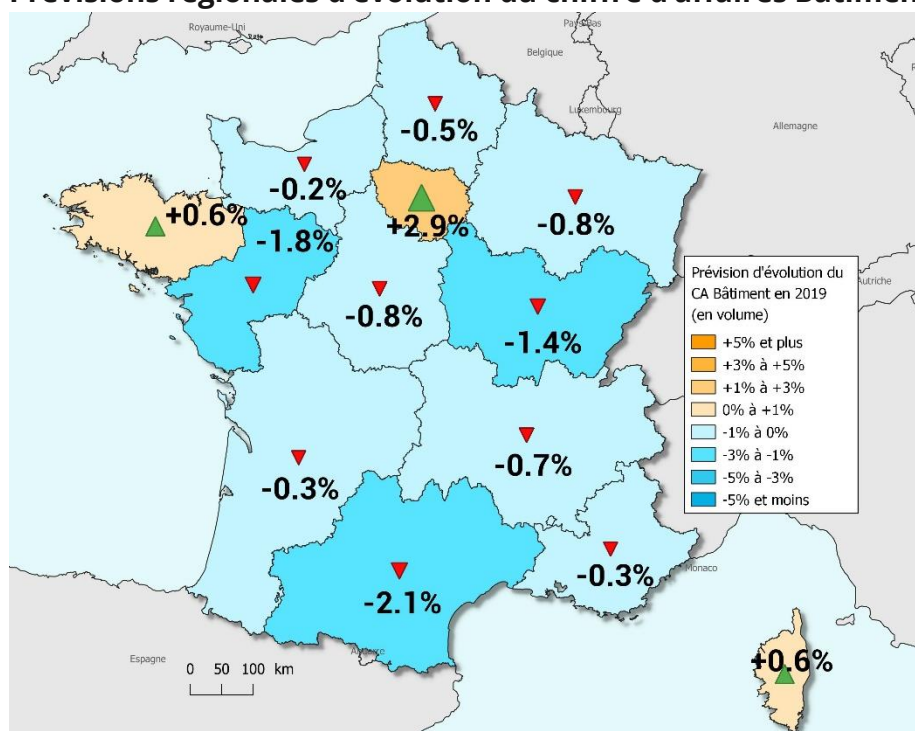 Prévisions régionales d'évolution du chiffre d'affaires Bâtimen
Royaume-Uni
Pays-Bas
Belgique
Luxembourg
Allemagne
-0.5%
-0.2%
+0.6%
+2.9%
-0.8%
-1.8%
-0.8%
-1.4%
Autriche
Prévision d'évolution du
CA Bâtiment en 2019
(en volume)
+5% et plus
+3% à +5%
+1% à +3%
0% à +1%
-1% à 0%
-3% à -1%
-5% à -3%
-5% et moins
-0.7%
-0.3%
-0.3%
Monaco
-2.1%
Espagne
0 50 100 km
+0.6%